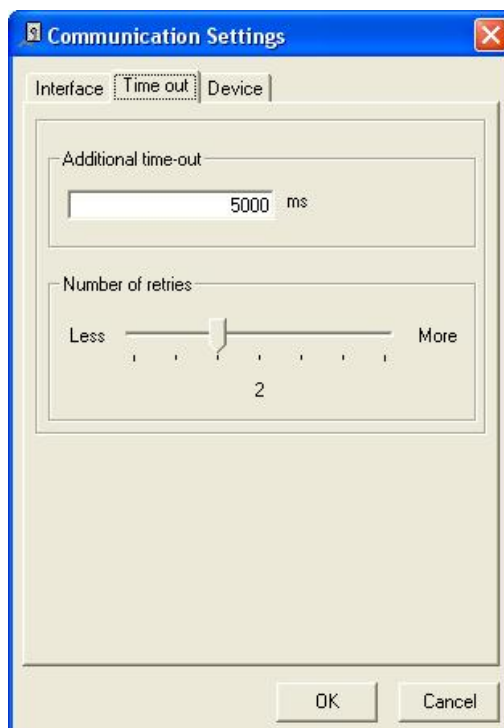 Communication Settings
Interface Time out Device
Additional time-out
5000 ms
Number of retries
Less More
2
OK Cancel